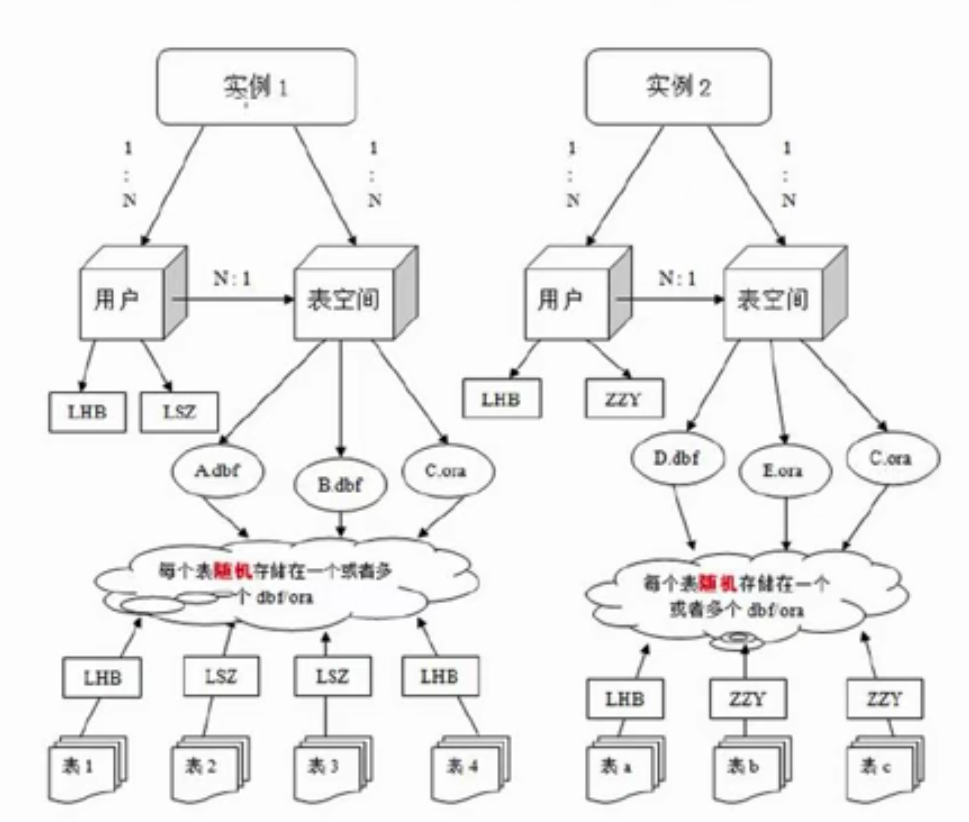 实例 1
实例 2
1
:
N
1
:
N
1
:
N
1
:
N
用户
N:1
表空间
用户
N:1
表空间
LHB
LSZ
LHB
ZZY
A.dbf
B.dbf
C.ora
D.dbf
E.ora
C.ora
每个表随机存储在一个或者多
个 dbf/ora
每个表随机存储在一个
或者多个 dbf/ora
LHB
LSZ
LSZ
LHB
LHB
ZZY
ZZY
表 1
表 2
表 3
表 4
表 a
表 b
表 c